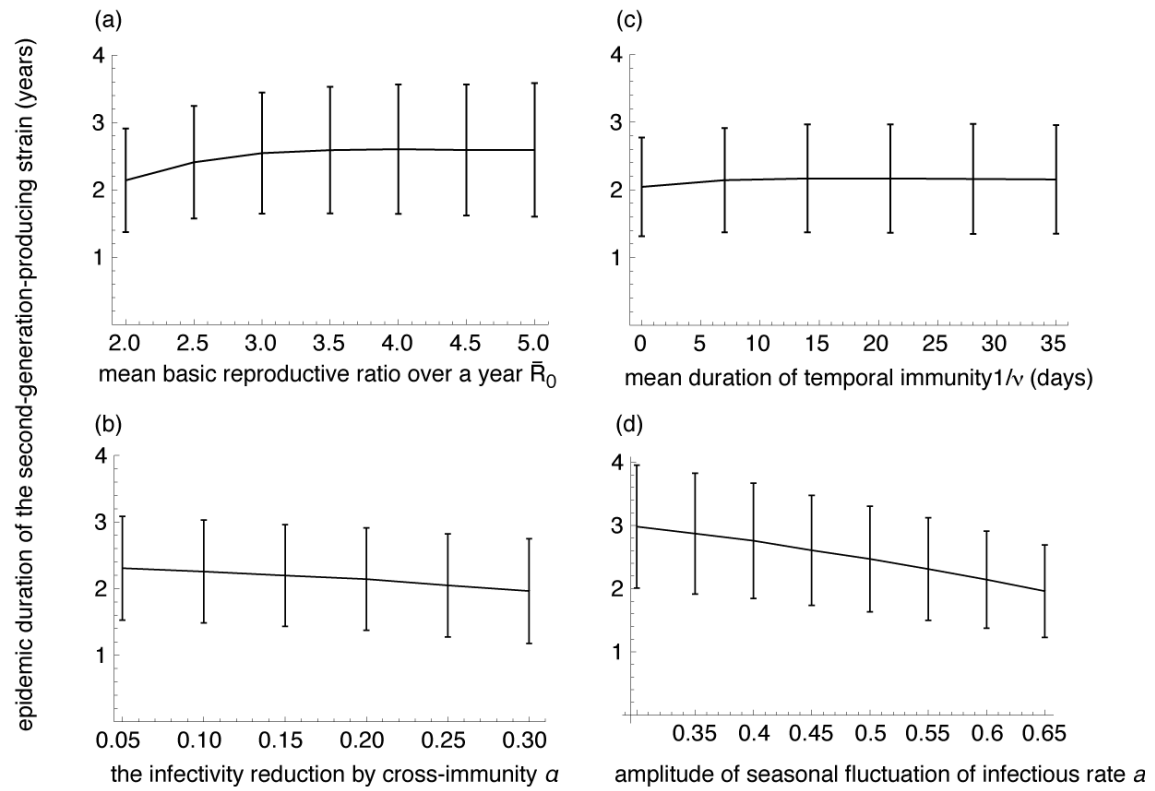 epidemic duration of the second-generation-producing strain (years)
(a)
4
3
2
1
2.0 2.5 3.0 3.5 4.0 4.5 5.0
mean basic reproductive ratio over a year R̄₀
(c)
4
3
2
1
0 5 10 15 20 25 30 35
mean duration of temporal immunity1/ν (days)
(b)
4
3
2
1
0.05 0.10 0.15 0.20 0.25 0.30
the infectivity reduction by cross-immunity α
(d)
4
3
2
1
0.35 0.4 0.45 0.5 0.55 0.6 0.65
amplitude of seasonal fluctuation of infectious rate a